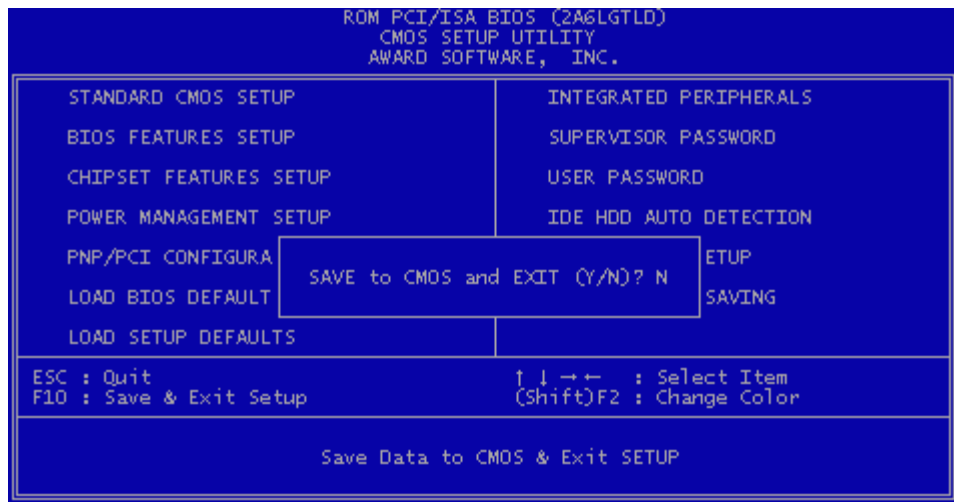 ROM PCI/ISA BIOS (2A6LGTLD)
CMOS SETUP UTILITY
AWARD SOFTWARE, INC.
STANDARD CMOS SETUP
BIOS FEATURES SETUP
CHIPSET FEATURES SETUP
POWER MANAGEMENT SETUP
PNP/PCI CONFIGURA
LOAD BIOS DEFAULT
LOAD SETUP DEFAULTS
INTEGRATED PERIPHERALS
SUPERVISOR PASSWORD
USER PASSWORD
IDE HDD AUTO DETECTION
ETUP
SAVING
SAVE to CMOS and EXIT (Y/N)? N
ESC : Quit
F10 : Save & Exit Setup
↑ ↓ → ← : Select Item
(Shift)F2 : Change Color
Save Data to CMOS & Exit SETUP